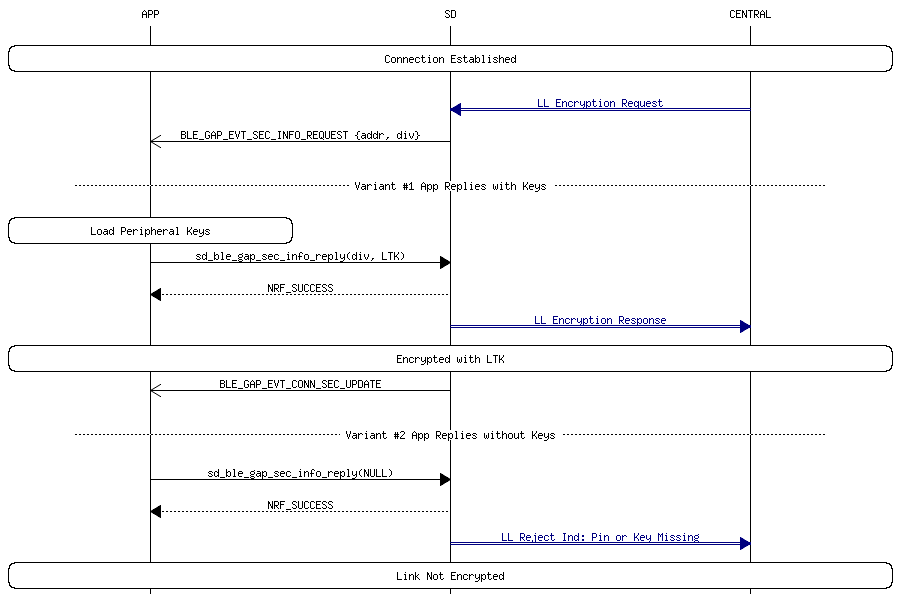 APP SD CENTRAL
Connection Established
LL Encryption Request
BLE_GAP_EVT_SEC_INFO_REQUEST {addr, div}
Variant #1 App Replies with Keys
Load Peripheral Keys
sd_ble_gap_sec_info_reply(div, LTK)
NRF_SUCCESS
LL Encryption Response
Encrypted with LTK
BLE_GAP_EVT_CONN_SEC_UPDATE
Variant #2 App Replies without Keys
sd_ble_gap_sec_info_reply(NULL)
NRF_SUCCESS
LL Reject Ind: Pin or Key Missing
Link Not Encrypted